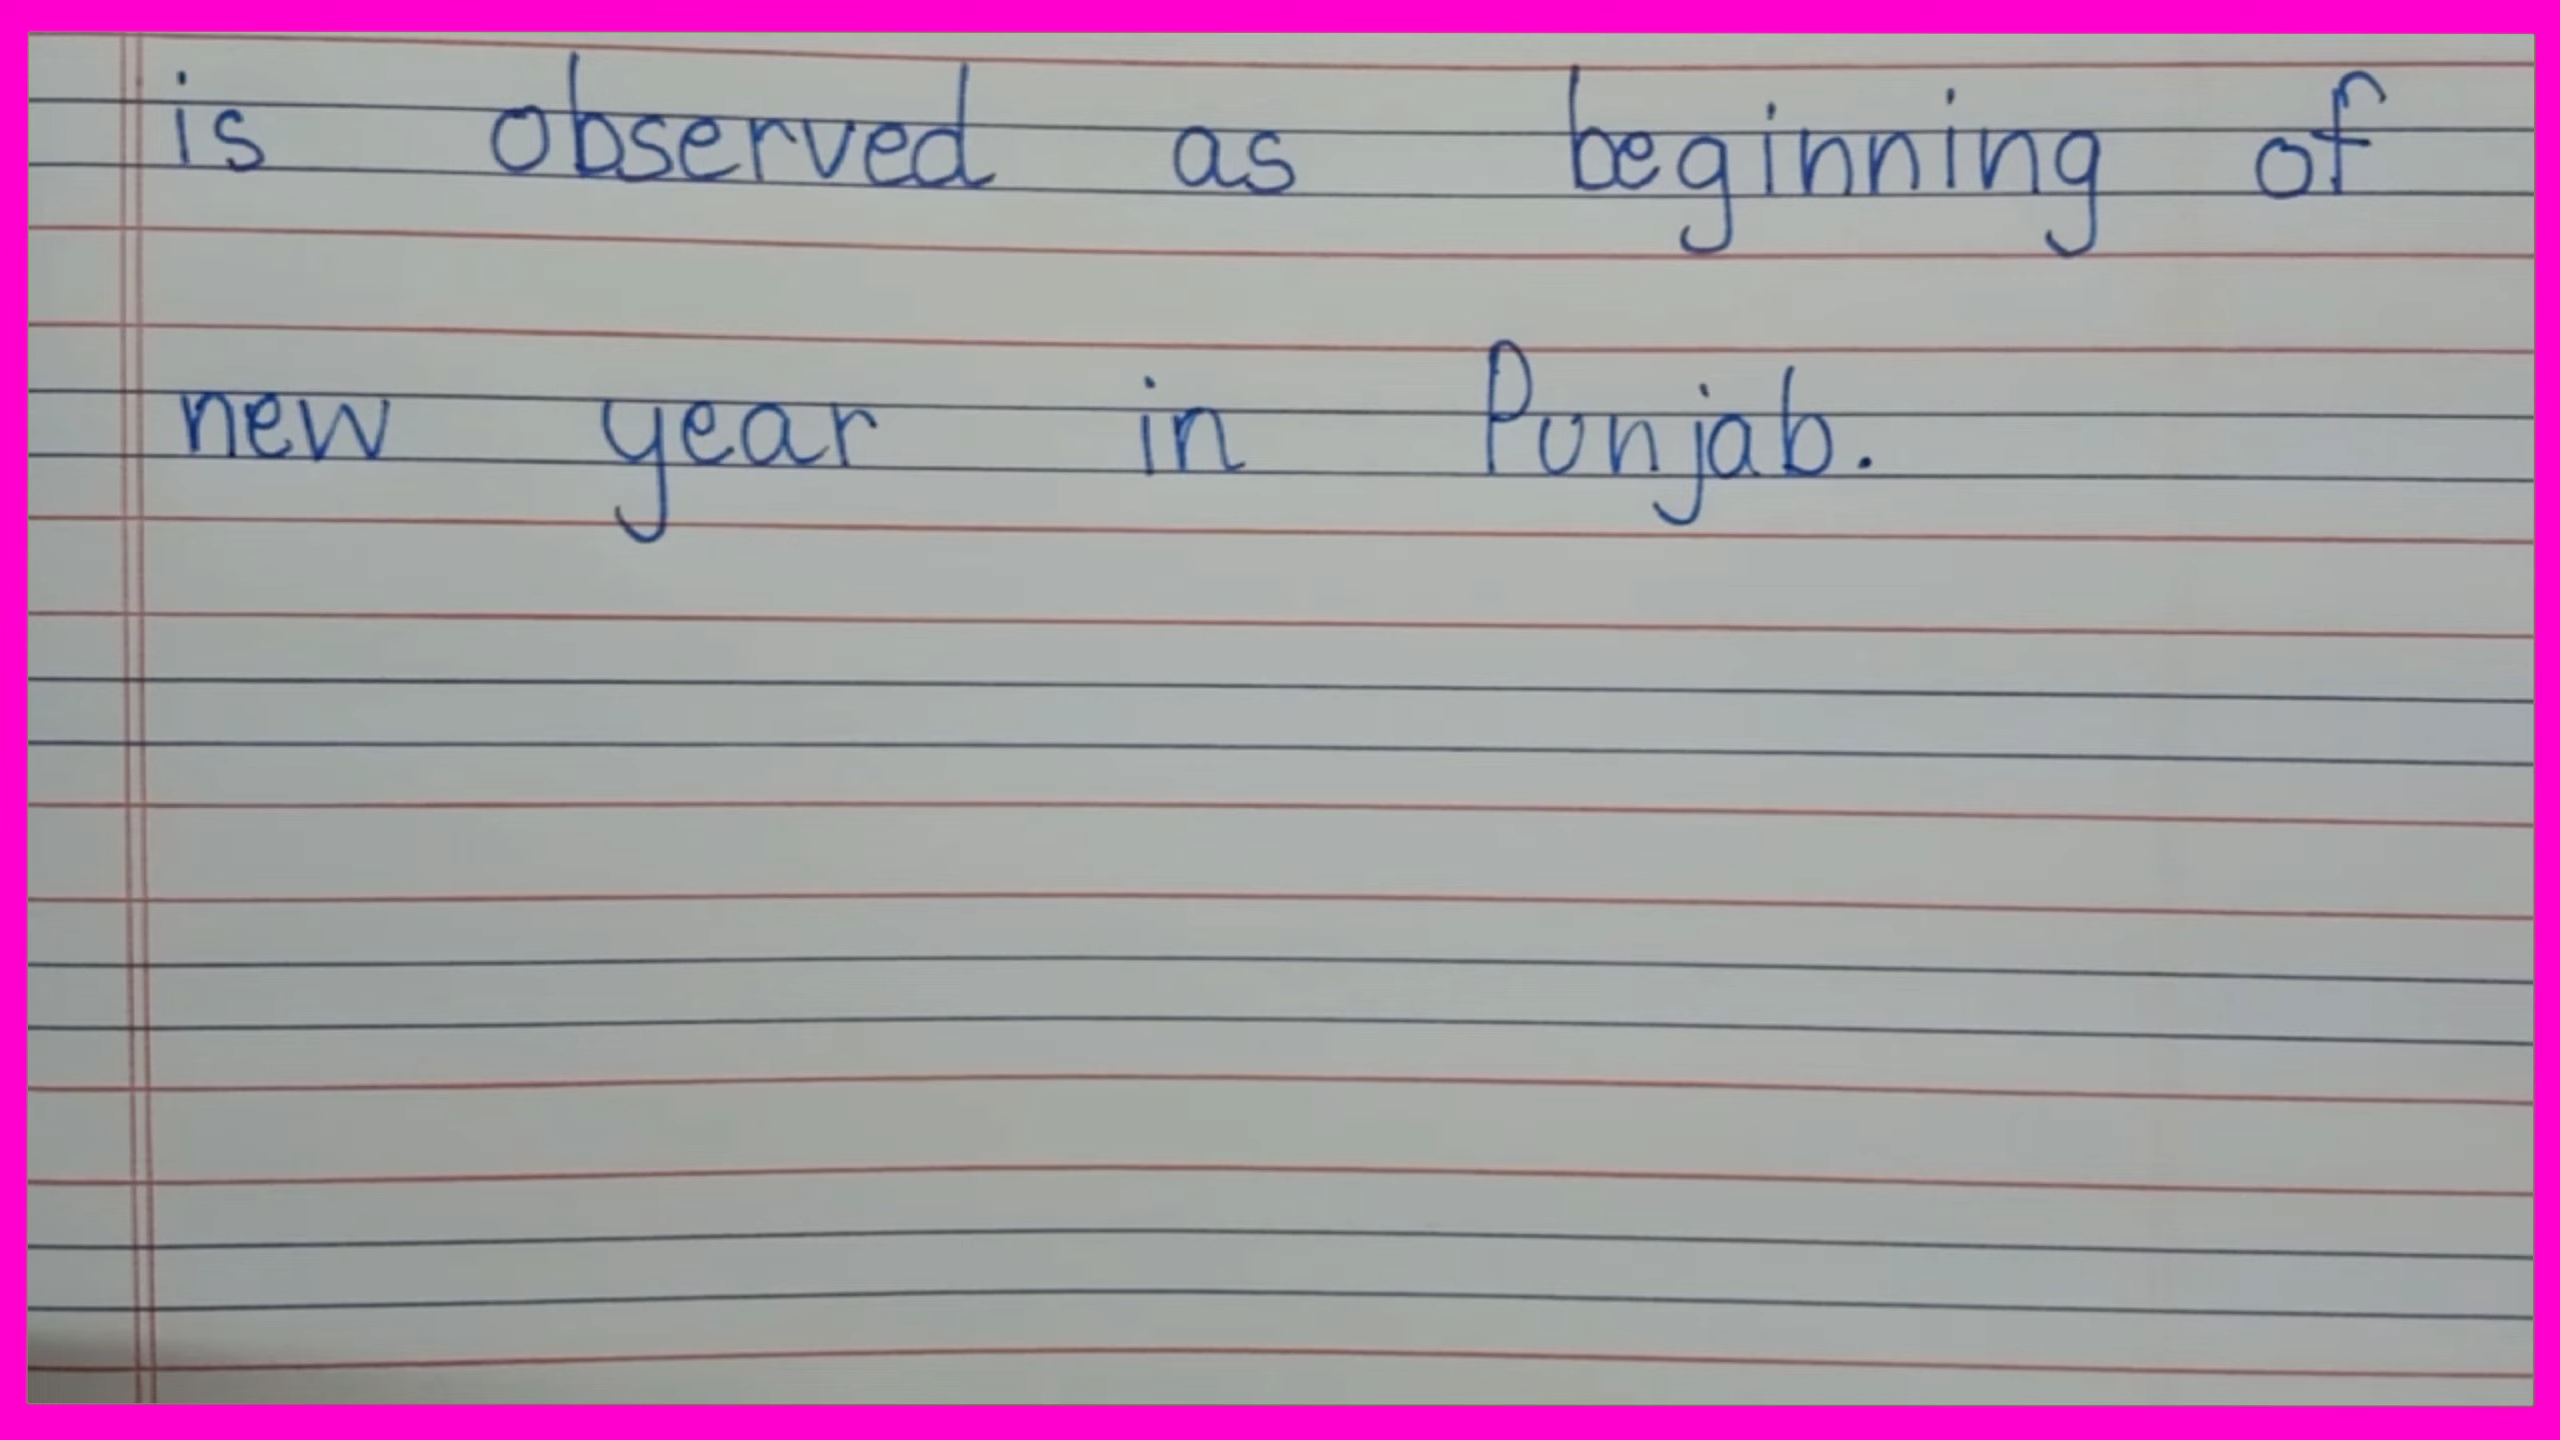 is observed as beginning of
new year in Punjab.